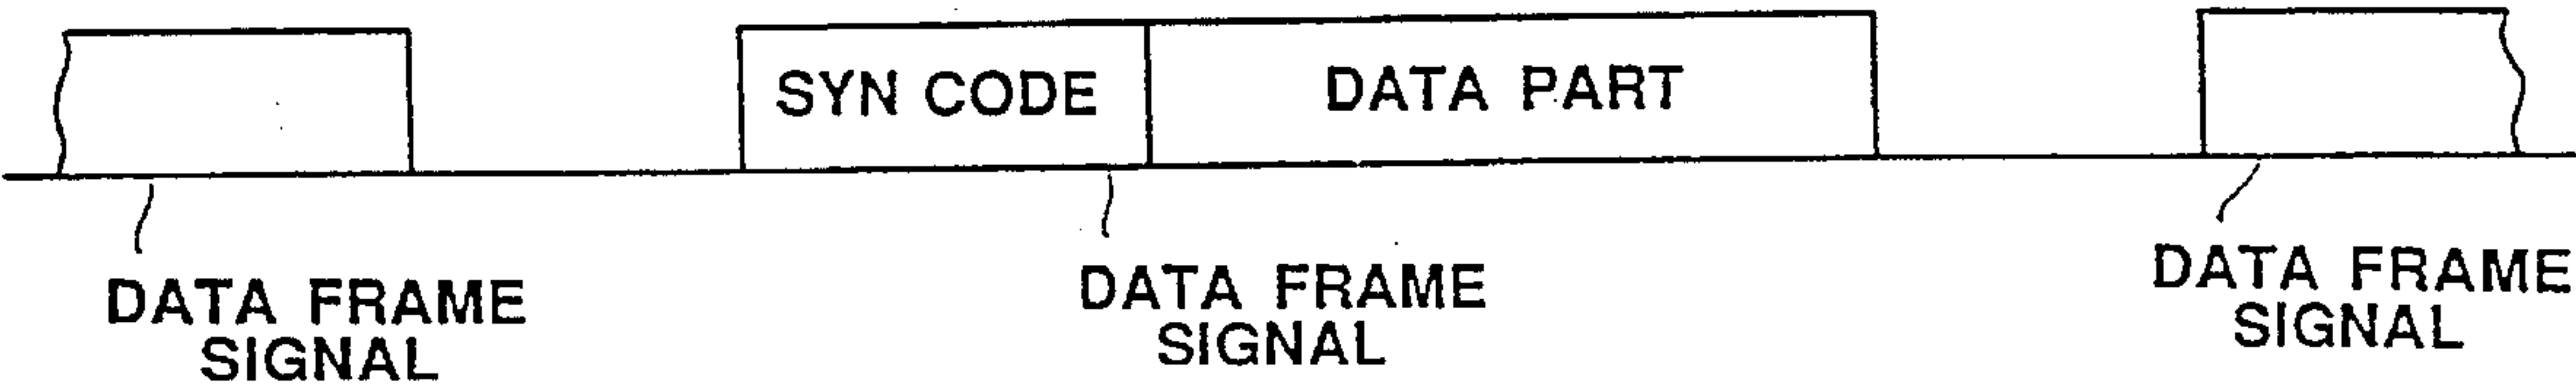 SYN CODE
DATA PART
DATA FRAME
SIGNAL
DATA FRAME
SIGNAL
DATA FRAME
SIGNAL